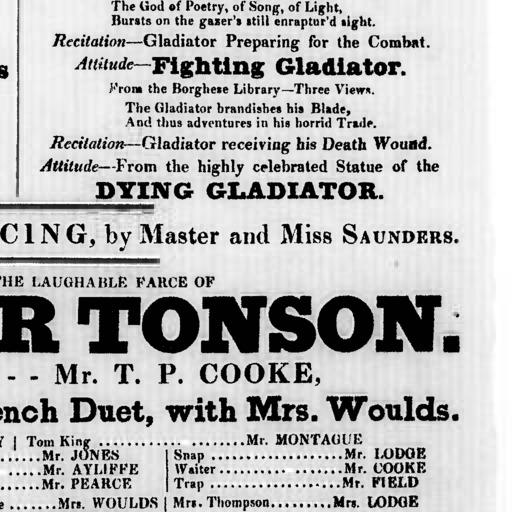 The God of Poetry, of Song, of Light,
Bursts on the gazer's still enraptur'd sight.
Recitation—Gladiator Preparing for the Combat.
s
Attitude—Fighting Gladiator.
From the Borghese Library—Three Views.
The Gladiator brandishes his Blade,
And thus adventures in his horrid Trade.
Recitation—Gladiator receiving his Death Wound.
Attitude—From the highly celebrated Statue of the
DYING GLADIATOR.
CING, by Master and Miss SAUNDERS.
THE LAUGHABLE FARCE OF
R TONSON.
- - Mr. T. P. COOKE,
ench Duet, with Mrs. Woulds.
Y | Tom King .....................Mr. MONTAGUE
......Mr. JONES | Snap ...................Mr. LODGE
......Mr. AYLIFFE | Waiter...................Mr. COOKE
......Mr. PEARCE | Trap ...................Mr. FIELD
e .......Mrs. WOULDS | Mrs. Thompson.........Mrs. LODGE